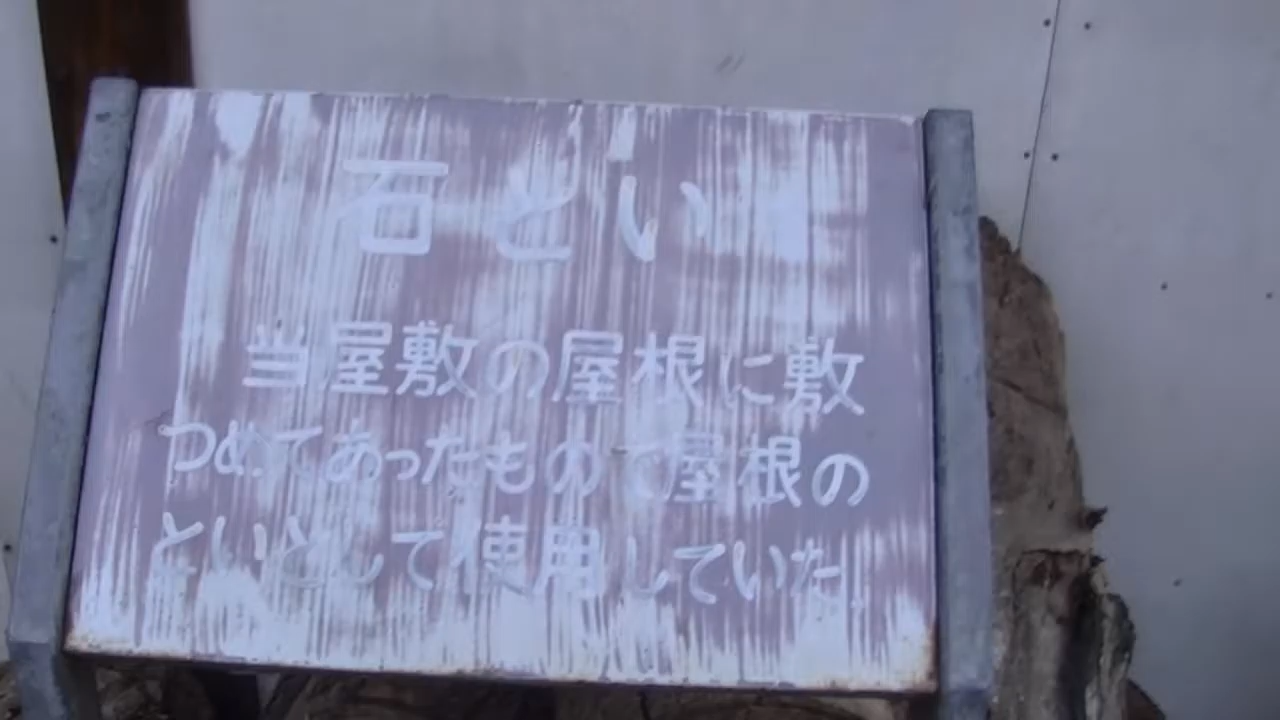 石とい
当屋敷の屋根に敷
つめてあったもので屋根の
といとして使用していた